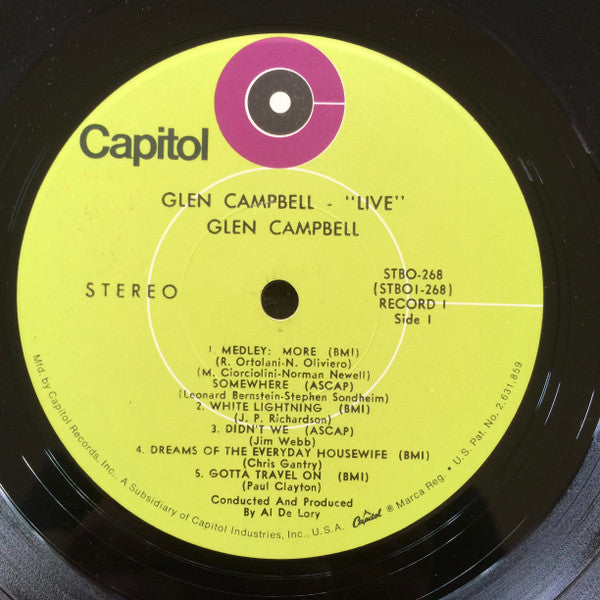 Capitol
GLEN CAMPBELL - "LIVE"
GLEN CAMPBELL
STEREO
STBO-268
(STBO1-268)
RECORD 1
Side 1
1. MEDLEY: MORE (BMI)
(R. Ortolani-N. Oliviero)
(M. Ciorciolini-Norman Newell)
SOMEWHERE (ASCAP)
(Leonard Bernstein-Stephen Sondheim)
2. WHITE LIGHTNING (BMI)
(J. P. Richardson)
3. DIDN'T WE (ASCAP)
(Jim Webb)
4. DREAMS OF THE EVERYDAY HOUSEWIFE (BMI)
(Chris Gantry)
5. GOTTA TRAVEL ON (BMI)
(Paul Clayton)
Conducted And Produced
By Al De Lory
Mfd. by Capitol Records, Inc., A Subsidiary of Capitol Industries, Inc., U.S.A. Capitol ® Marca Reg. • U.S. Pat. No. 2,631,859